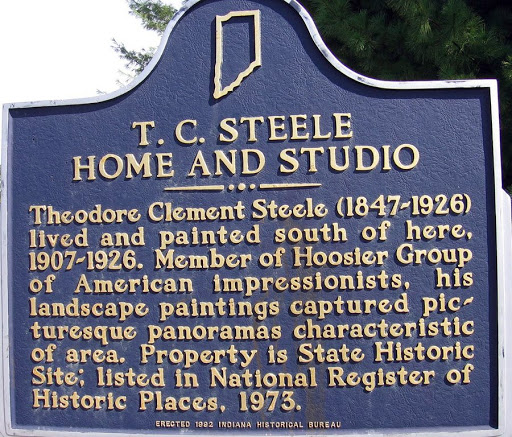 T. C. STEELE
HOME AND STUDIO
Theodore Clement Steele (1847-1926)
lived and painted south of here,
1907-1926. Member of Hoosier Group
of American impressionists, his
landscape paintings captured pic-
turesque panoramas characteristic
of area. Property is State Historic
Site; listed in National Register of
Historic Places, 1973.
ERECTED 1992 INDIANA HISTORICAL BUREAU